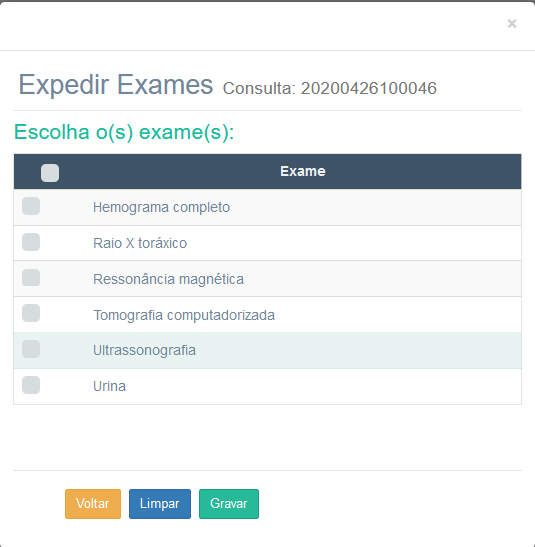 ×
Expedir Exames Consulta: 20200426100046
Escolha o(s) exame(s):
Exame
Hemograma completo
Raio X toráxico
Ressonância magnética
Tomografia computadorizada
Ultrassonografia
Urina
Voltar Limpar Gravar